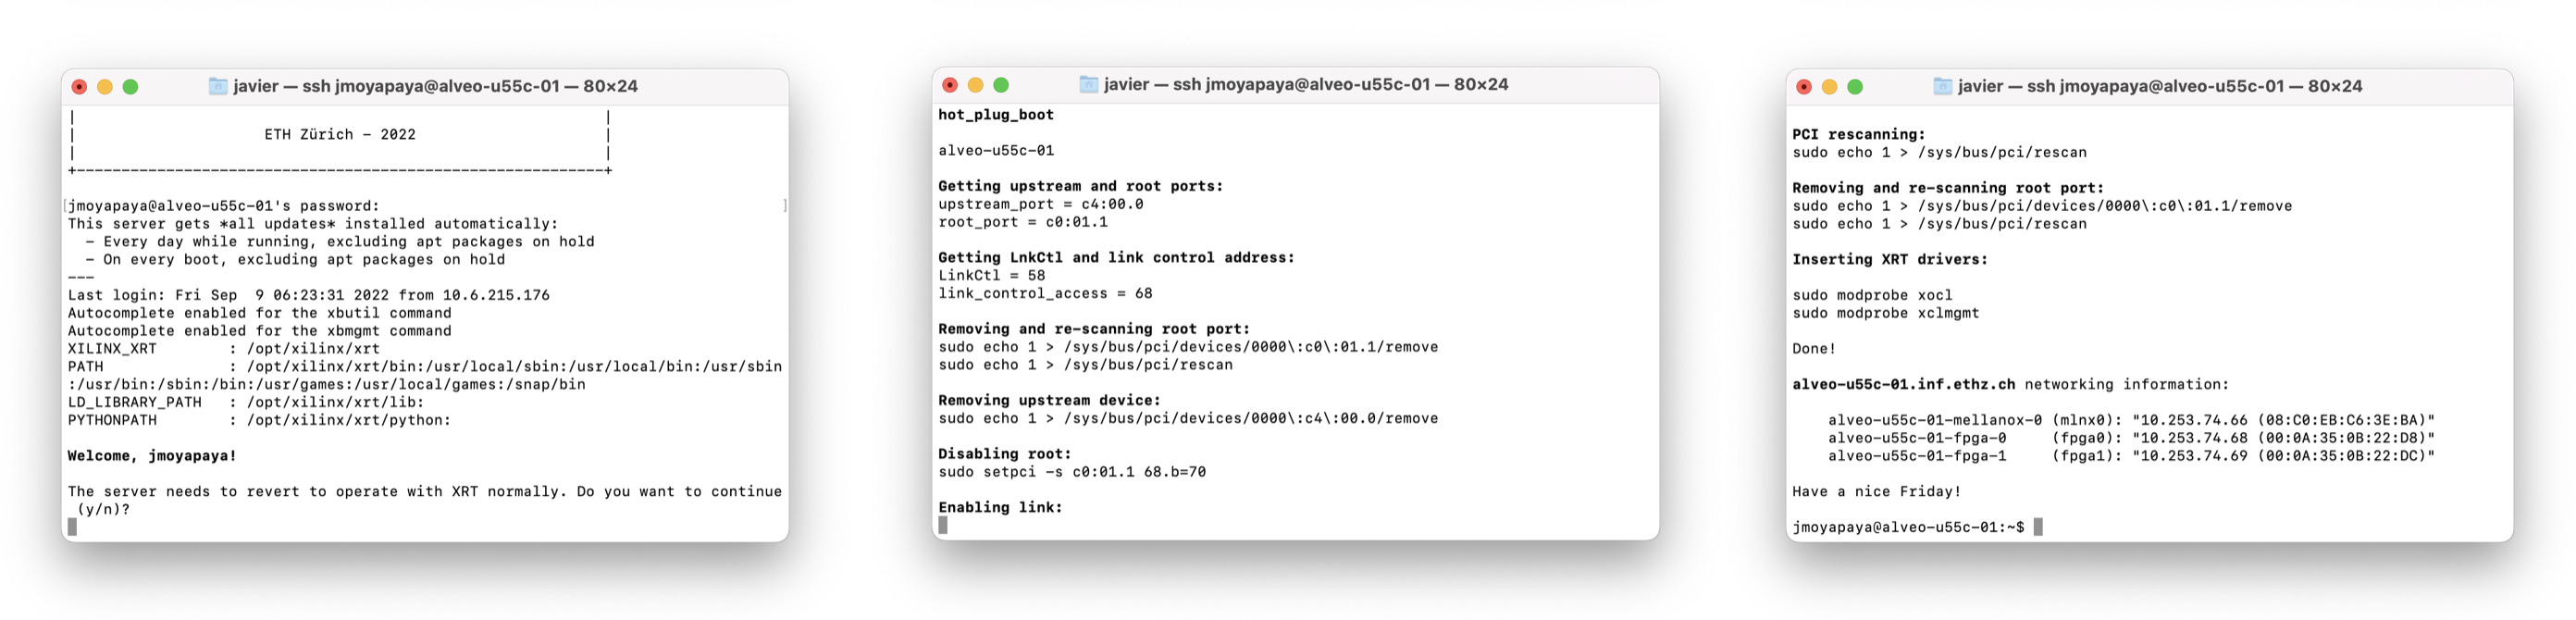 javier — ssh jmoyapaya@alveo-u55c-01 — 80×24
|                                                           |
|                     ETH Zürich - 2022                     |
|                                                           |
+-----------------------------------------------------------+
[jmoyapaya@alveo-u55c-01's password:                                            ]
This server gets *all updates* installed automatically:
  - Every day while running, excluding apt packages on hold
  - On every boot, excluding apt packages on hold
---
Last login: Fri Sep  9 06:23:31 2022 from 10.6.215.176
Autocomplete enabled for the xbutil command
Autocomplete enabled for the xbmgmt command
XILINX_XRT        : /opt/xilinx/xrt
PATH              : /opt/xilinx/xrt/bin:/usr/local/sbin:/usr/local/bin:/usr/sbin
:/usr/bin:/sbin:/bin:/usr/games:/usr/local/games:/snap/bin
LD_LIBRARY_PATH   : /opt/xilinx/xrt/lib:
PYTHONPATH        : /opt/xilinx/xrt/python:
Welcome, jmoyapaya!
The server needs to revert to operate with XRT normally. Do you want to continue
 (y/n)?
javier — ssh jmoyapaya@alveo-u55c-01 — 80×24
hot_plug_boot
alveo-u55c-01
Getting upstream and root ports:
upstream_port = c4:00.0
root_port = c0:01.1
Getting LnkCtl and link control address:
LinkCtl = 58
link_control_access = 68
Removing and re-scanning root port:
sudo echo 1 > /sys/bus/pci/devices/0000\:c0\:01.1/remove
sudo echo 1 > /sys/bus/pci/rescan
Removing upstream device:
sudo echo 1 > /sys/bus/pci/devices/0000\:c4\:00.0/remove
Disabling root:
sudo setpci -s c0:01.1 68.b=70
Enabling link:
javier — ssh jmoyapaya@alveo-u55c-01 — 80×24
PCI rescanning:
sudo echo 1 > /sys/bus/pci/rescan
Removing and re-scanning root port:
sudo echo 1 > /sys/bus/pci/devices/0000\:c0\:01.1/remove
sudo echo 1 > /sys/bus/pci/rescan
Inserting XRT drivers:
sudo modprobe xocl
sudo modprobe xclmgmt
Done!
alveo-u55c-01.inf.ethz.ch networking information:
    alveo-u55c-01-mellanox-0 (mlnx0): "10.253.74.66 (08:C0:EB:C6:3E:BA)"
    alveo-u55c-01-fpga-0     (fpga0): "10.253.74.68 (00:0A:35:0B:22:D8)"
    alveo-u55c-01-fpga-1     (fpga1): "10.253.74.69 (00:0A:35:0B:22:DC)"
Have a nice Friday!
jmoyapaya@alveo-u55c-01:~$